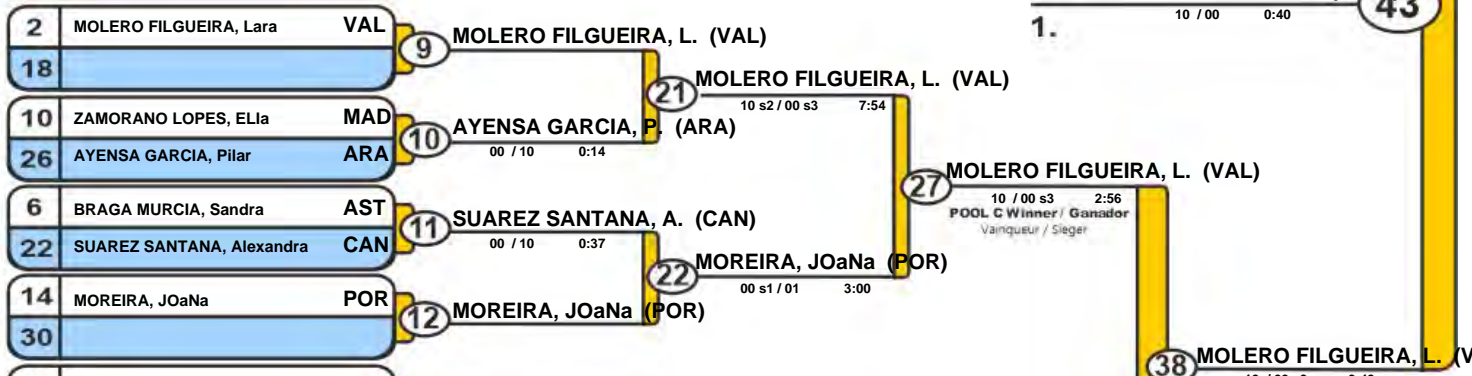 2 MOLERO FILGUEIRA, Lara VAL
18
10 ZAMORANO LOPES, ELIa MAD
26 AYENSA GARCIA, Pilar ARA
6 BRAGA MURCIA, Sandra AST
22 SUAREZ SANTANA, Alexandra CAN
14 MOREIRA, JOaNa POR
30
9 MOLERO FILGUEIRA, L. (VAL)
10 AYENSA GARCIA, P. (ARA)
00 / 10 0:14
11 SUAREZ SANTANA, A. (CAN)
00 / 10 0:37
12 MOREIRA, JOaNa (POR)
21 MOLERO FILGUEIRA, L. (VAL)
10 s2 / 00 s3 7:54
22 MOREIRA, JOaNa (POR)
00 s1 / 01 3:00
27 MOLERO FILGUEIRA, L. (VAL)
10 / 00 s3 2:56
POOL C Winner / Ganador
Vainqueur / Sieger
10 / 00 0:40
43
1.
38 MOLERO FILGUEIRA, L. (V